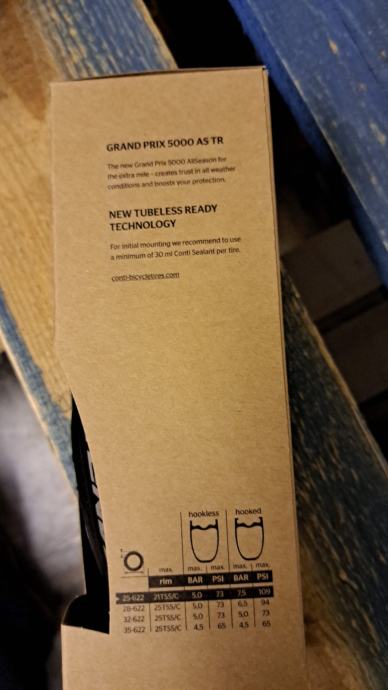 GRAND PRIX 5000 AS TR
The new Grand Prix 5000 AllSeason for
the extra mile - creates trust in all weather
conditions and boosts your protection.
NEW TUBELESS READY
TECHNOLOGY
For initial mounting we recommend to use
a minimum of 30 ml Conti Sealant per tire.
conti-bicycletires.com
hookless hooked
max. max. max. max. max.
rim BAR PSI BAR PSI
25-622 21TSS/C 5,0 73 7,5 109
28-622 25TSS/C 5,0 73 6,5 94
32-622 25TSS/C 5,0 73 5,0 73
35-622 25TSS/C 4,5 65 4,5 65